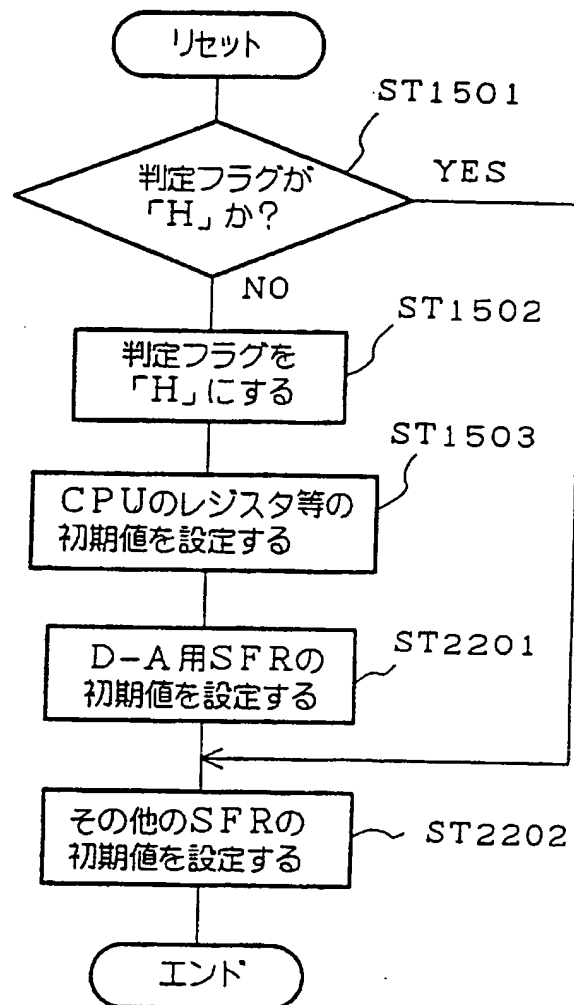 リセット
ST1501
判定フラグが
「H」か?
YES
NO
ST1502
判定フラグを
「H」にする
ST1503
CPUのレジスタ等の
初期値を設定する
ST2201
D-A用SFRの
初期値を設定する
その他のSFRの
初期値を設定する
ST2202
エンド